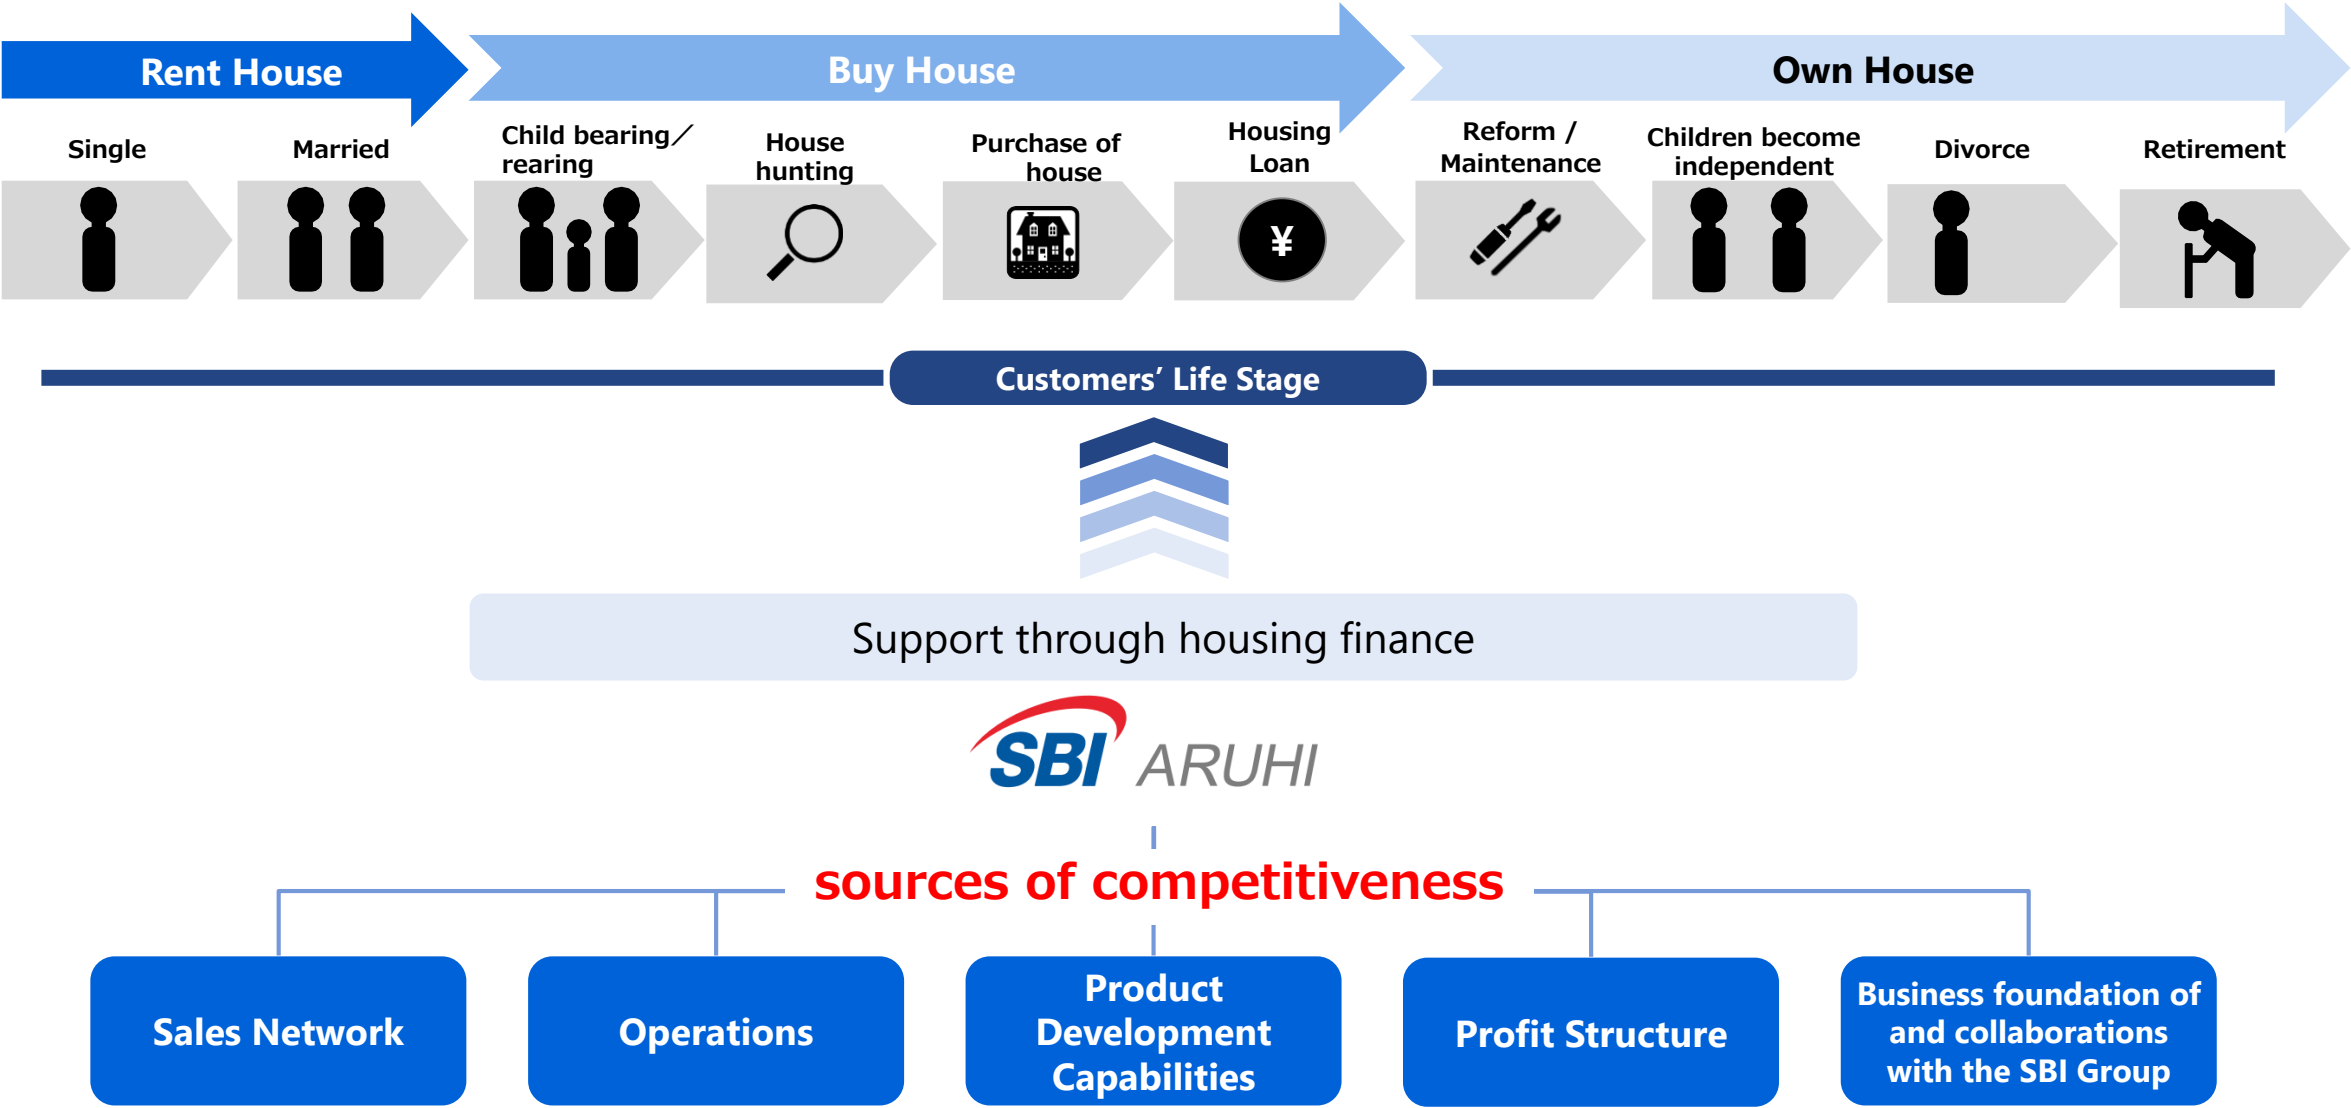 Rent House
Buy House
Own House
Single
Married
Child bearing／
rearing
House
hunting
Purchase of
house
Housing
Loan
Reform /
Maintenance
Children become
independent
Divorce
Retirement
¥
Customers’ Life Stage
Support through housing finance
SBI ARUHI
sources of competitiveness
Sales Network
Operations
Product
Development
Capabilities
Profit Structure
Business foundation of
and collaborations
with the SBI Group